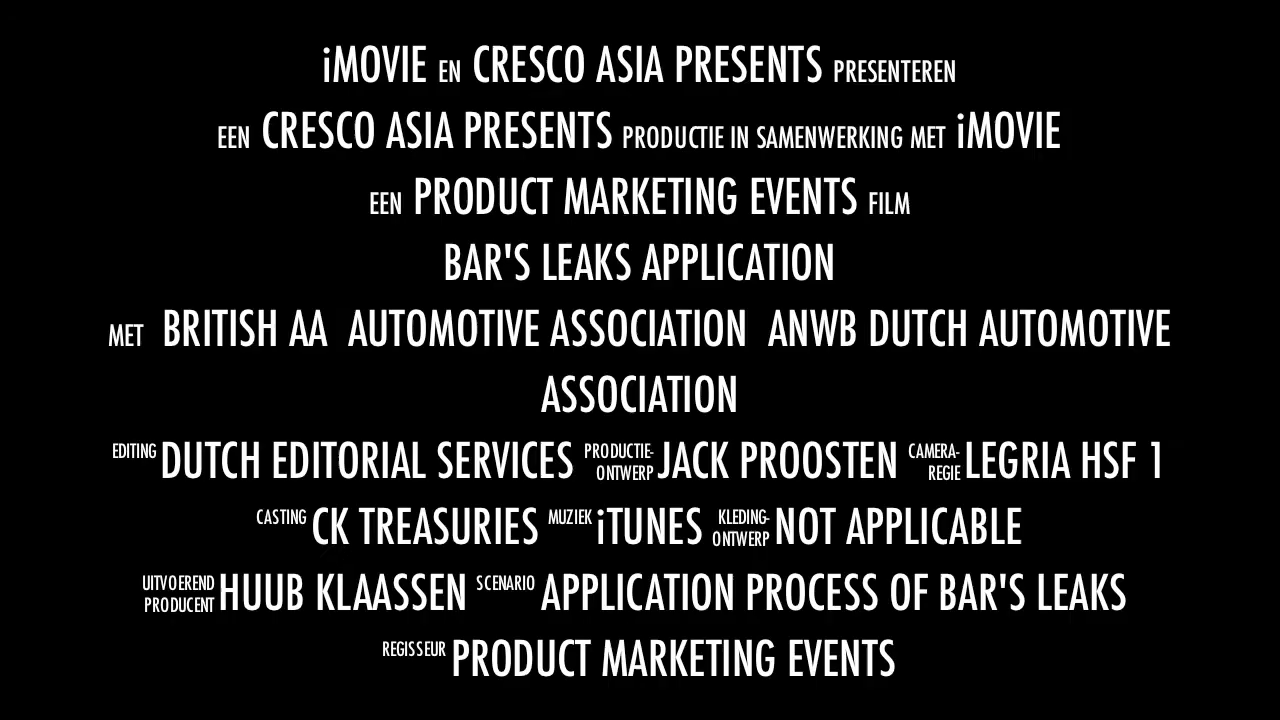 iMOVIE EN CRESCO ASIA PRESENTS PRESENTEREN
EEN CRESCO ASIA PRESENTS PRODUCTIE IN SAMENWERKING MET iMOVIE
EEN PRODUCT MARKETING EVENTS FILM
BAR'S LEAKS APPLICATION
MET BRITISH AA AUTOMOTIVE ASSOCIATION ANWB DUTCH AUTOMOTIVE
ASSOCIATION
EDITING DUTCH EDITORIAL SERVICES PRODUCTIE-ONTWERP JACK PROOSTEN CAMERA-REGIE LEGRIA HSF 1
CASTING CK TREASURIES MUZIEK iTUNES KLEDING-ONTWERP NOT APPLICABLE
UITVOEREND PRODUCENT HUUB KLAASSEN SCENARIO APPLICATION PROCESS OF BAR'S LEAKS
REGISSEUR PRODUCT MARKETING EVENTS